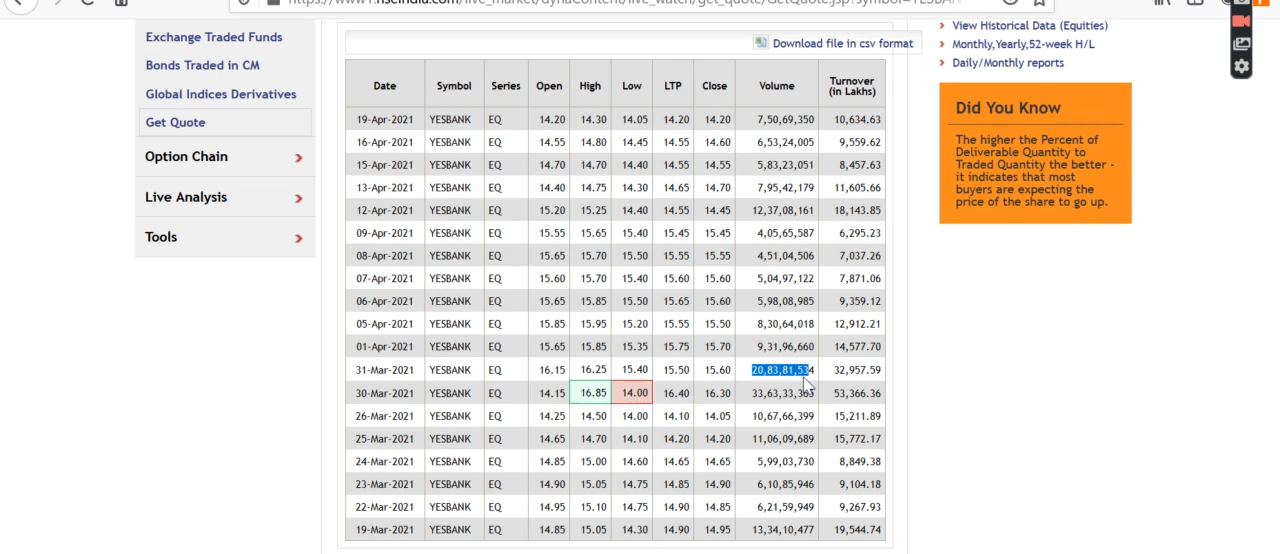 Exchange Traded Funds
Bonds Traded in CM
Global Indices Derivatives
Get Quote
Option Chain
Live Analysis
Tools
Download file in csv format
Date Symbol Series Open High Low LTP Close Volume Turnover (in Lakhs)
19-Apr-2021 YESBANK EQ 14.20 14.30 14.05 14.20 14.20 7,50,69,350 10,634.63
16-Apr-2021 YESBANK EQ 14.55 14.80 14.45 14.55 14.60 6,53,24,005 9,559.62
15-Apr-2021 YESBANK EQ 14.70 14.70 14.40 14.55 14.55 5,83,23,051 8,457.63
13-Apr-2021 YESBANK EQ 14.40 14.75 14.30 14.65 14.70 7,95,42,179 11,605.66
12-Apr-2021 YESBANK EQ 15.20 15.25 14.40 14.55 14.45 12,37,08,161 18,143.85
09-Apr-2021 YESBANK EQ 15.55 15.65 15.40 15.45 15.45 4,05,65,587 6,295.23
08-Apr-2021 YESBANK EQ 15.65 15.70 15.50 15.55 15.55 4,51,04,506 7,037.26
07-Apr-2021 YESBANK EQ 15.60 15.70 15.40 15.60 15.60 5,04,97,122 7,871.06
06-Apr-2021 YESBANK EQ 15.65 15.85 15.50 15.65 15.60 5,98,08,985 9,359.12
05-Apr-2021 YESBANK EQ 15.85 15.95 15.20 15.55 15.50 8,30,64,018 12,912.21
01-Apr-2021 YESBANK EQ 15.65 15.85 15.35 15.75 15.70 9,31,96,660 14,577.70
31-Mar-2021 YESBANK EQ 16.15 16.25 15.40 15.50 15.60 20,83,81,534 32,957.59
30-Mar-2021 YESBANK EQ 14.15 16.85 14.00 16.40 16.30 53,366.36
26-Mar-2021 YESBANK EQ 14.25 14.50 14.00 14.10 14.05 10,67,66,399 15,211.89
25-Mar-2021 YESBANK EQ 14.65 14.70 14.10 14.20 14.20 11,06,09,689 15,772.17
24-Mar-2021 YESBANK EQ 14.85 15.00 14.60 14.65 14.65 5,99,03,730 8,849.38
23-Mar-2021 YESBANK EQ 14.90 15.05 14.75 14.85 14.90 6,10,85,946 9,104.18
22-Mar-2021 YESBANK EQ 14.95 15.10 14.75 14.90 14.85 6,21,59,949 9,267.93
19-Mar-2021 YESBANK EQ 14.85 15.05 14.30 14.90 14.95 13,34,10,477 19,544.74
View Historical Data (Equities)
Monthly,Yearly,52-week H/L
Daily/Monthly reports
Did You Know
The higher the Percent of
Deliverable Quantity to
Traded Quantity the better -
it indicates that most
buyers are expecting the
price of the share to go up.